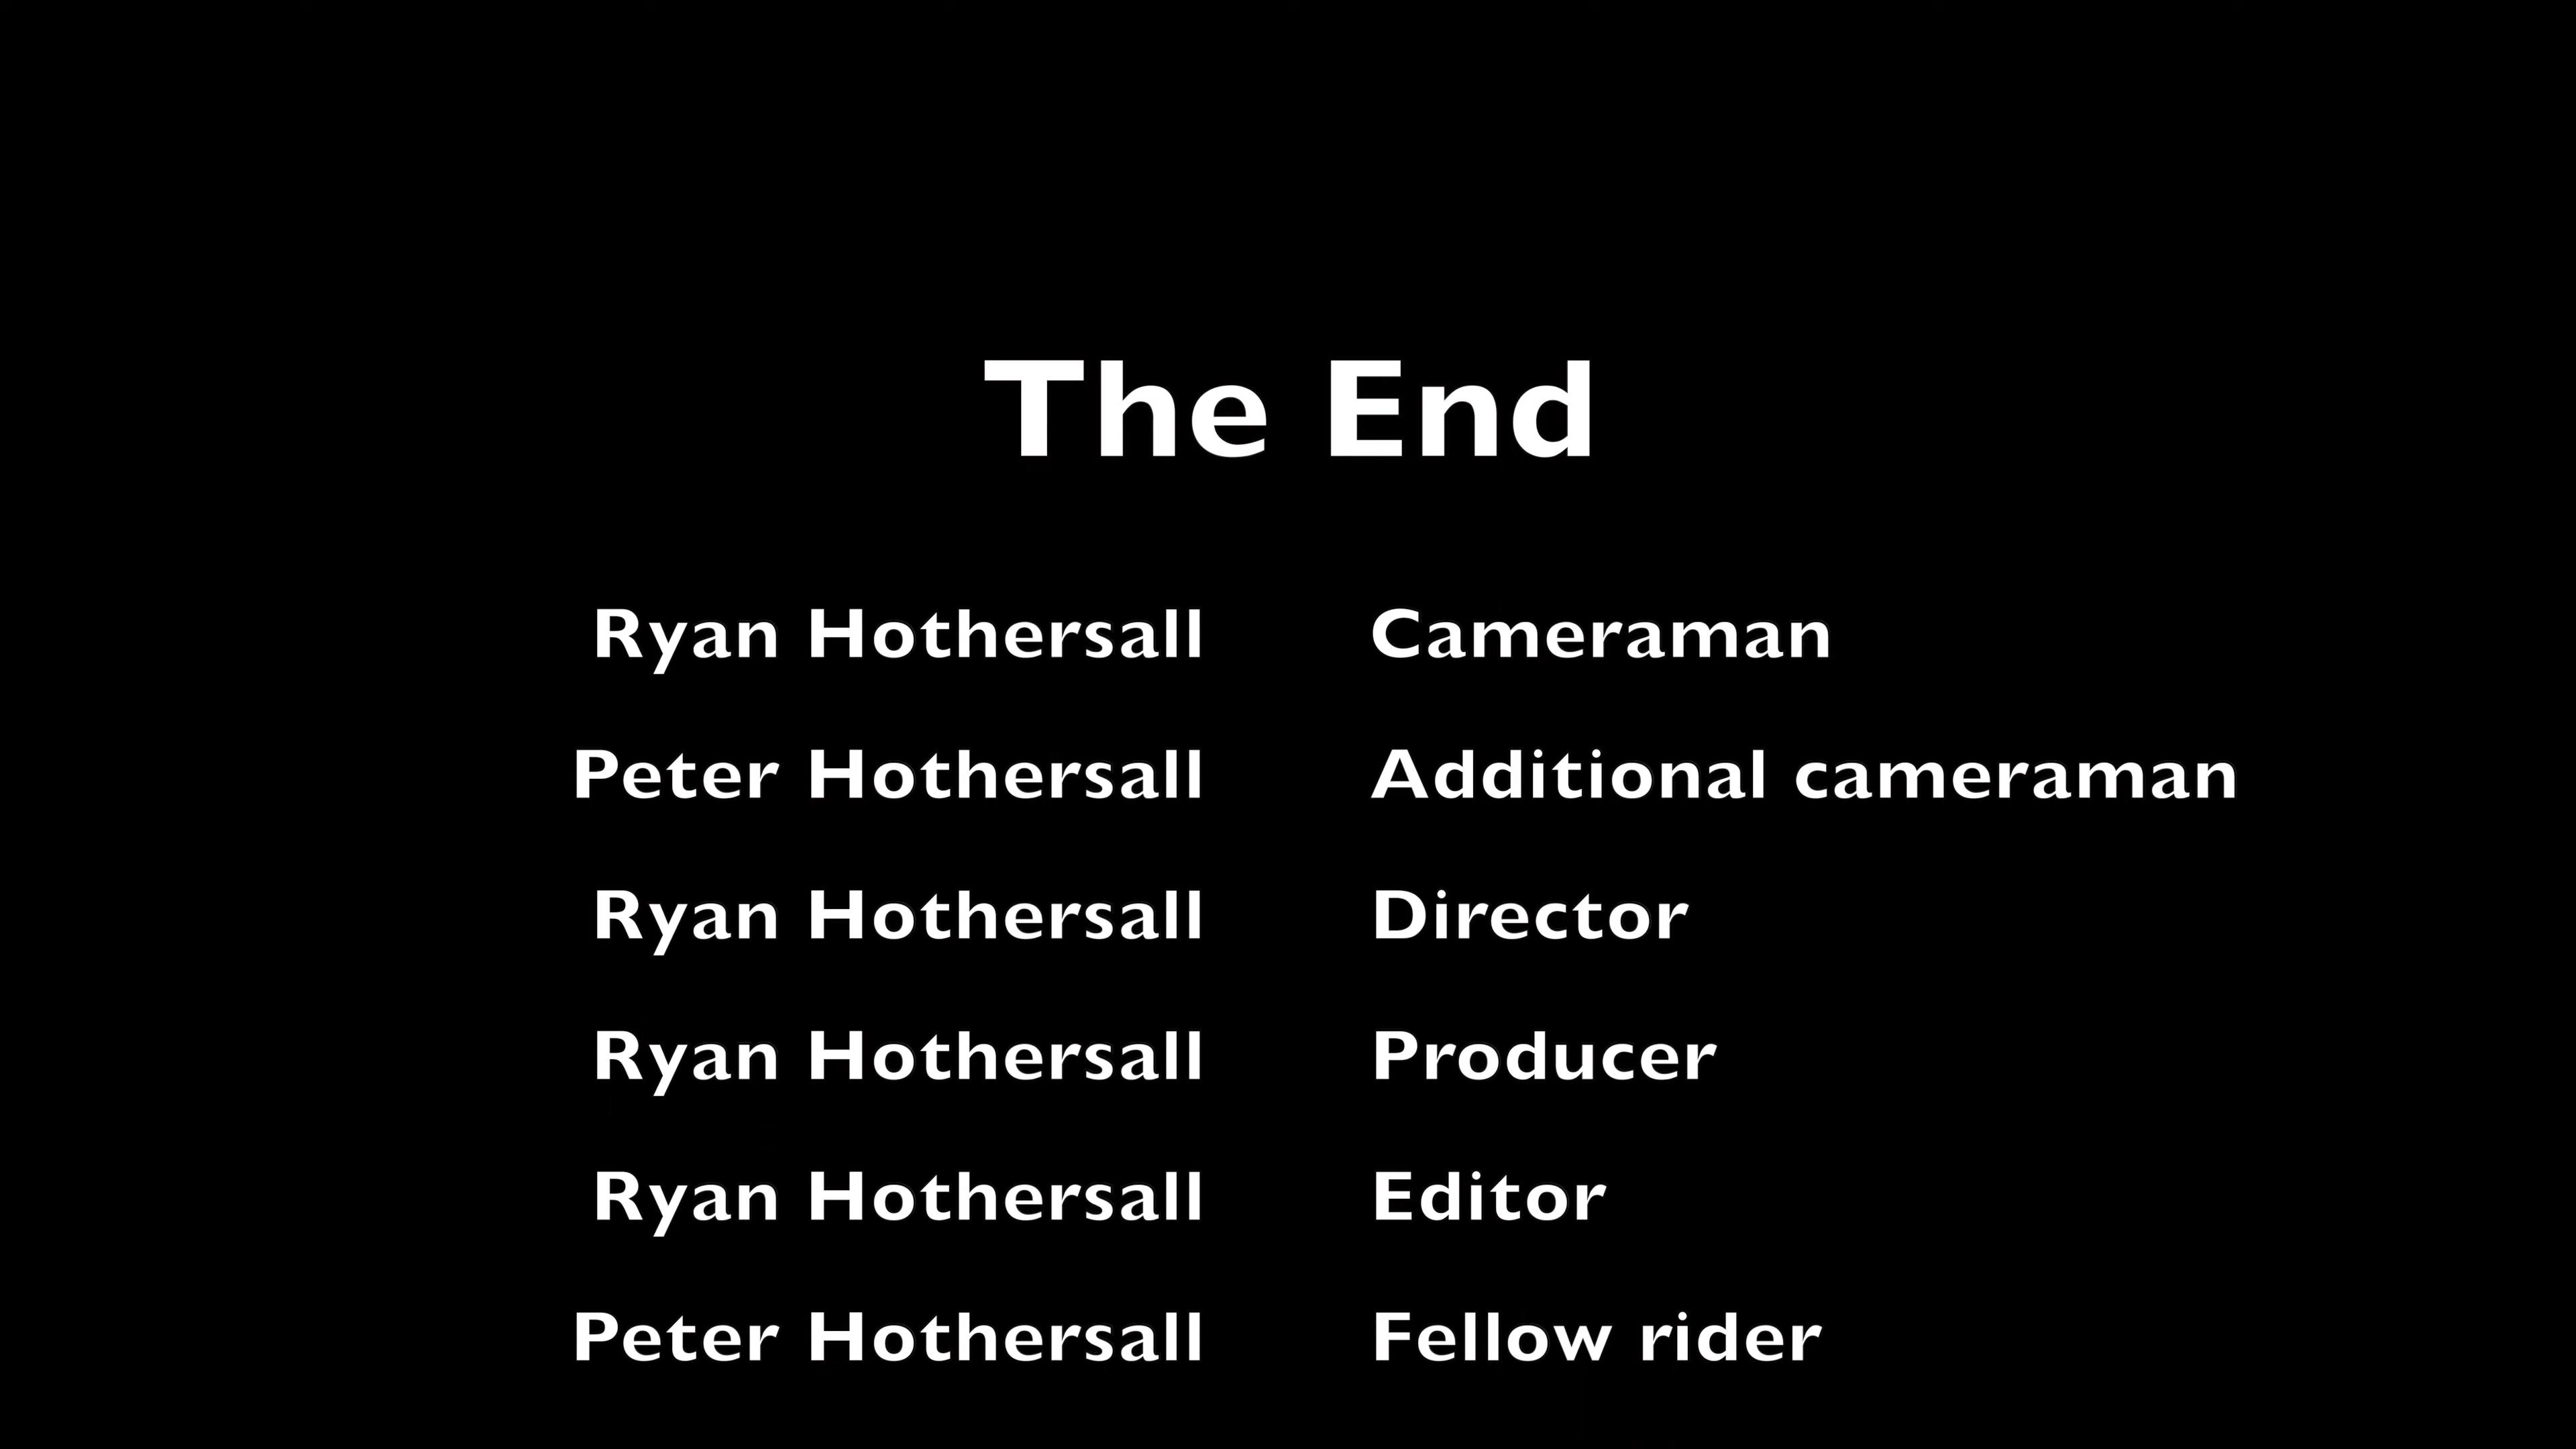 The End
Ryan Hothersall Cameraman
Peter Hothersall Additional cameraman
Ryan Hothersall Director
Ryan Hothersall Producer
Ryan Hothersall Editor
Peter Hothersall Fellow rider